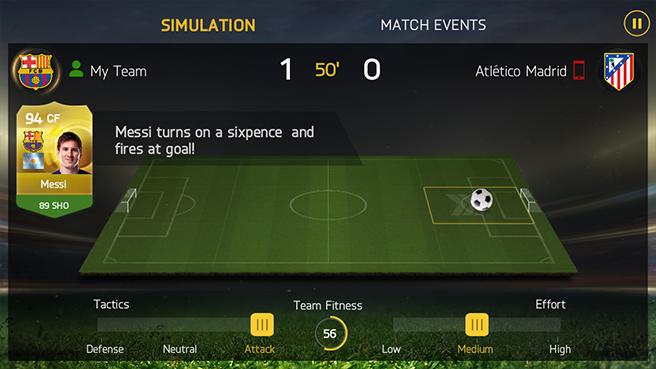 SIMULATION
MATCH EVENTS
My Team
1
50'
0
Atlético Madrid
94 CF
Messi
89 SHO
Messi turns on a sixpence and
fires at goal!
Tactics
Team Fitness
Effort
56
Defense
Neutral
Attack
Low
Medium
High